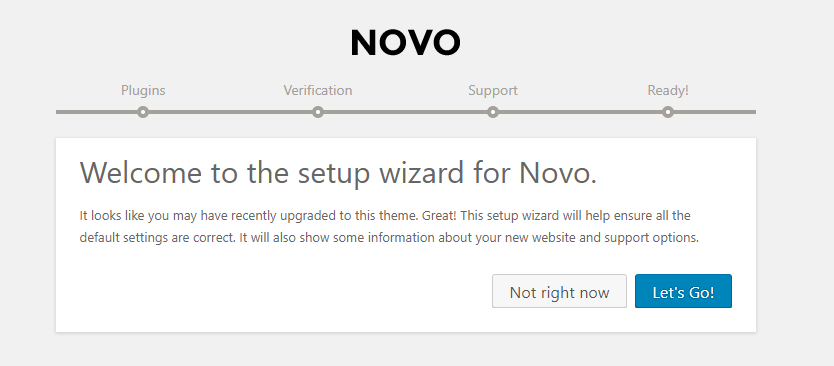 NOVO
Plugins Verification Support Ready!
Welcome to the setup wizard for Novo.
It looks like you may have recently upgraded to this theme. Great! This setup wizard will help ensure all the
default settings are correct. It will also show some information about your new website and support options.
Not right now Let's Go!